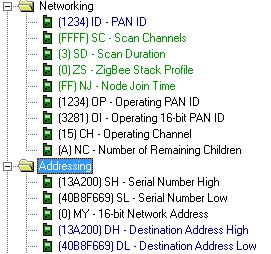 Networking
(1234) ID - PAN ID
(FFFF) SC - Scan Channels
(3) SD - Scan Duration
(0) ZS - ZigBee Stack Profile
(FF) NJ - Node Join Time
(1234) OP - Operating PAN ID
(3281) OI - Operating 16-bit PAN ID
(15) CH - Operating Channel
(A) NC - Number of Remaining Children
Addressing
(13A200) SH - Serial Number High
(40B8F669) SL - Serial Number Low
(0) MY - 16-bit Network Address
(13A200) DH - Destination Address High
(40B8F669) DL - Destination Address Low